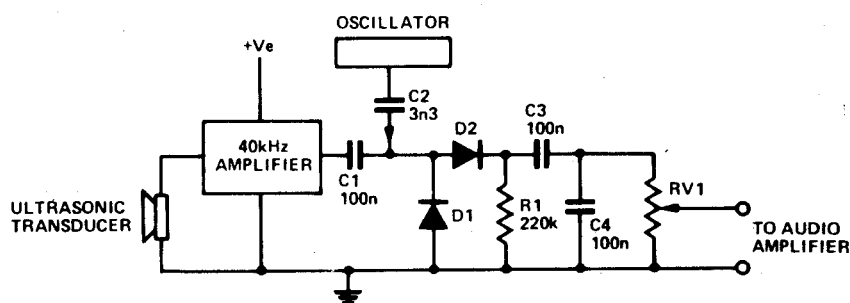 OSCILLATOR
+Ve
C2
3n3
C3
100n
D2
40kHz
AMPLIFIER
C1
100n
RV1
R1
220k
D1
C4
100n
ULTRASONIC
TRANSDUCER
TO AUDIO
AMPLIFIER